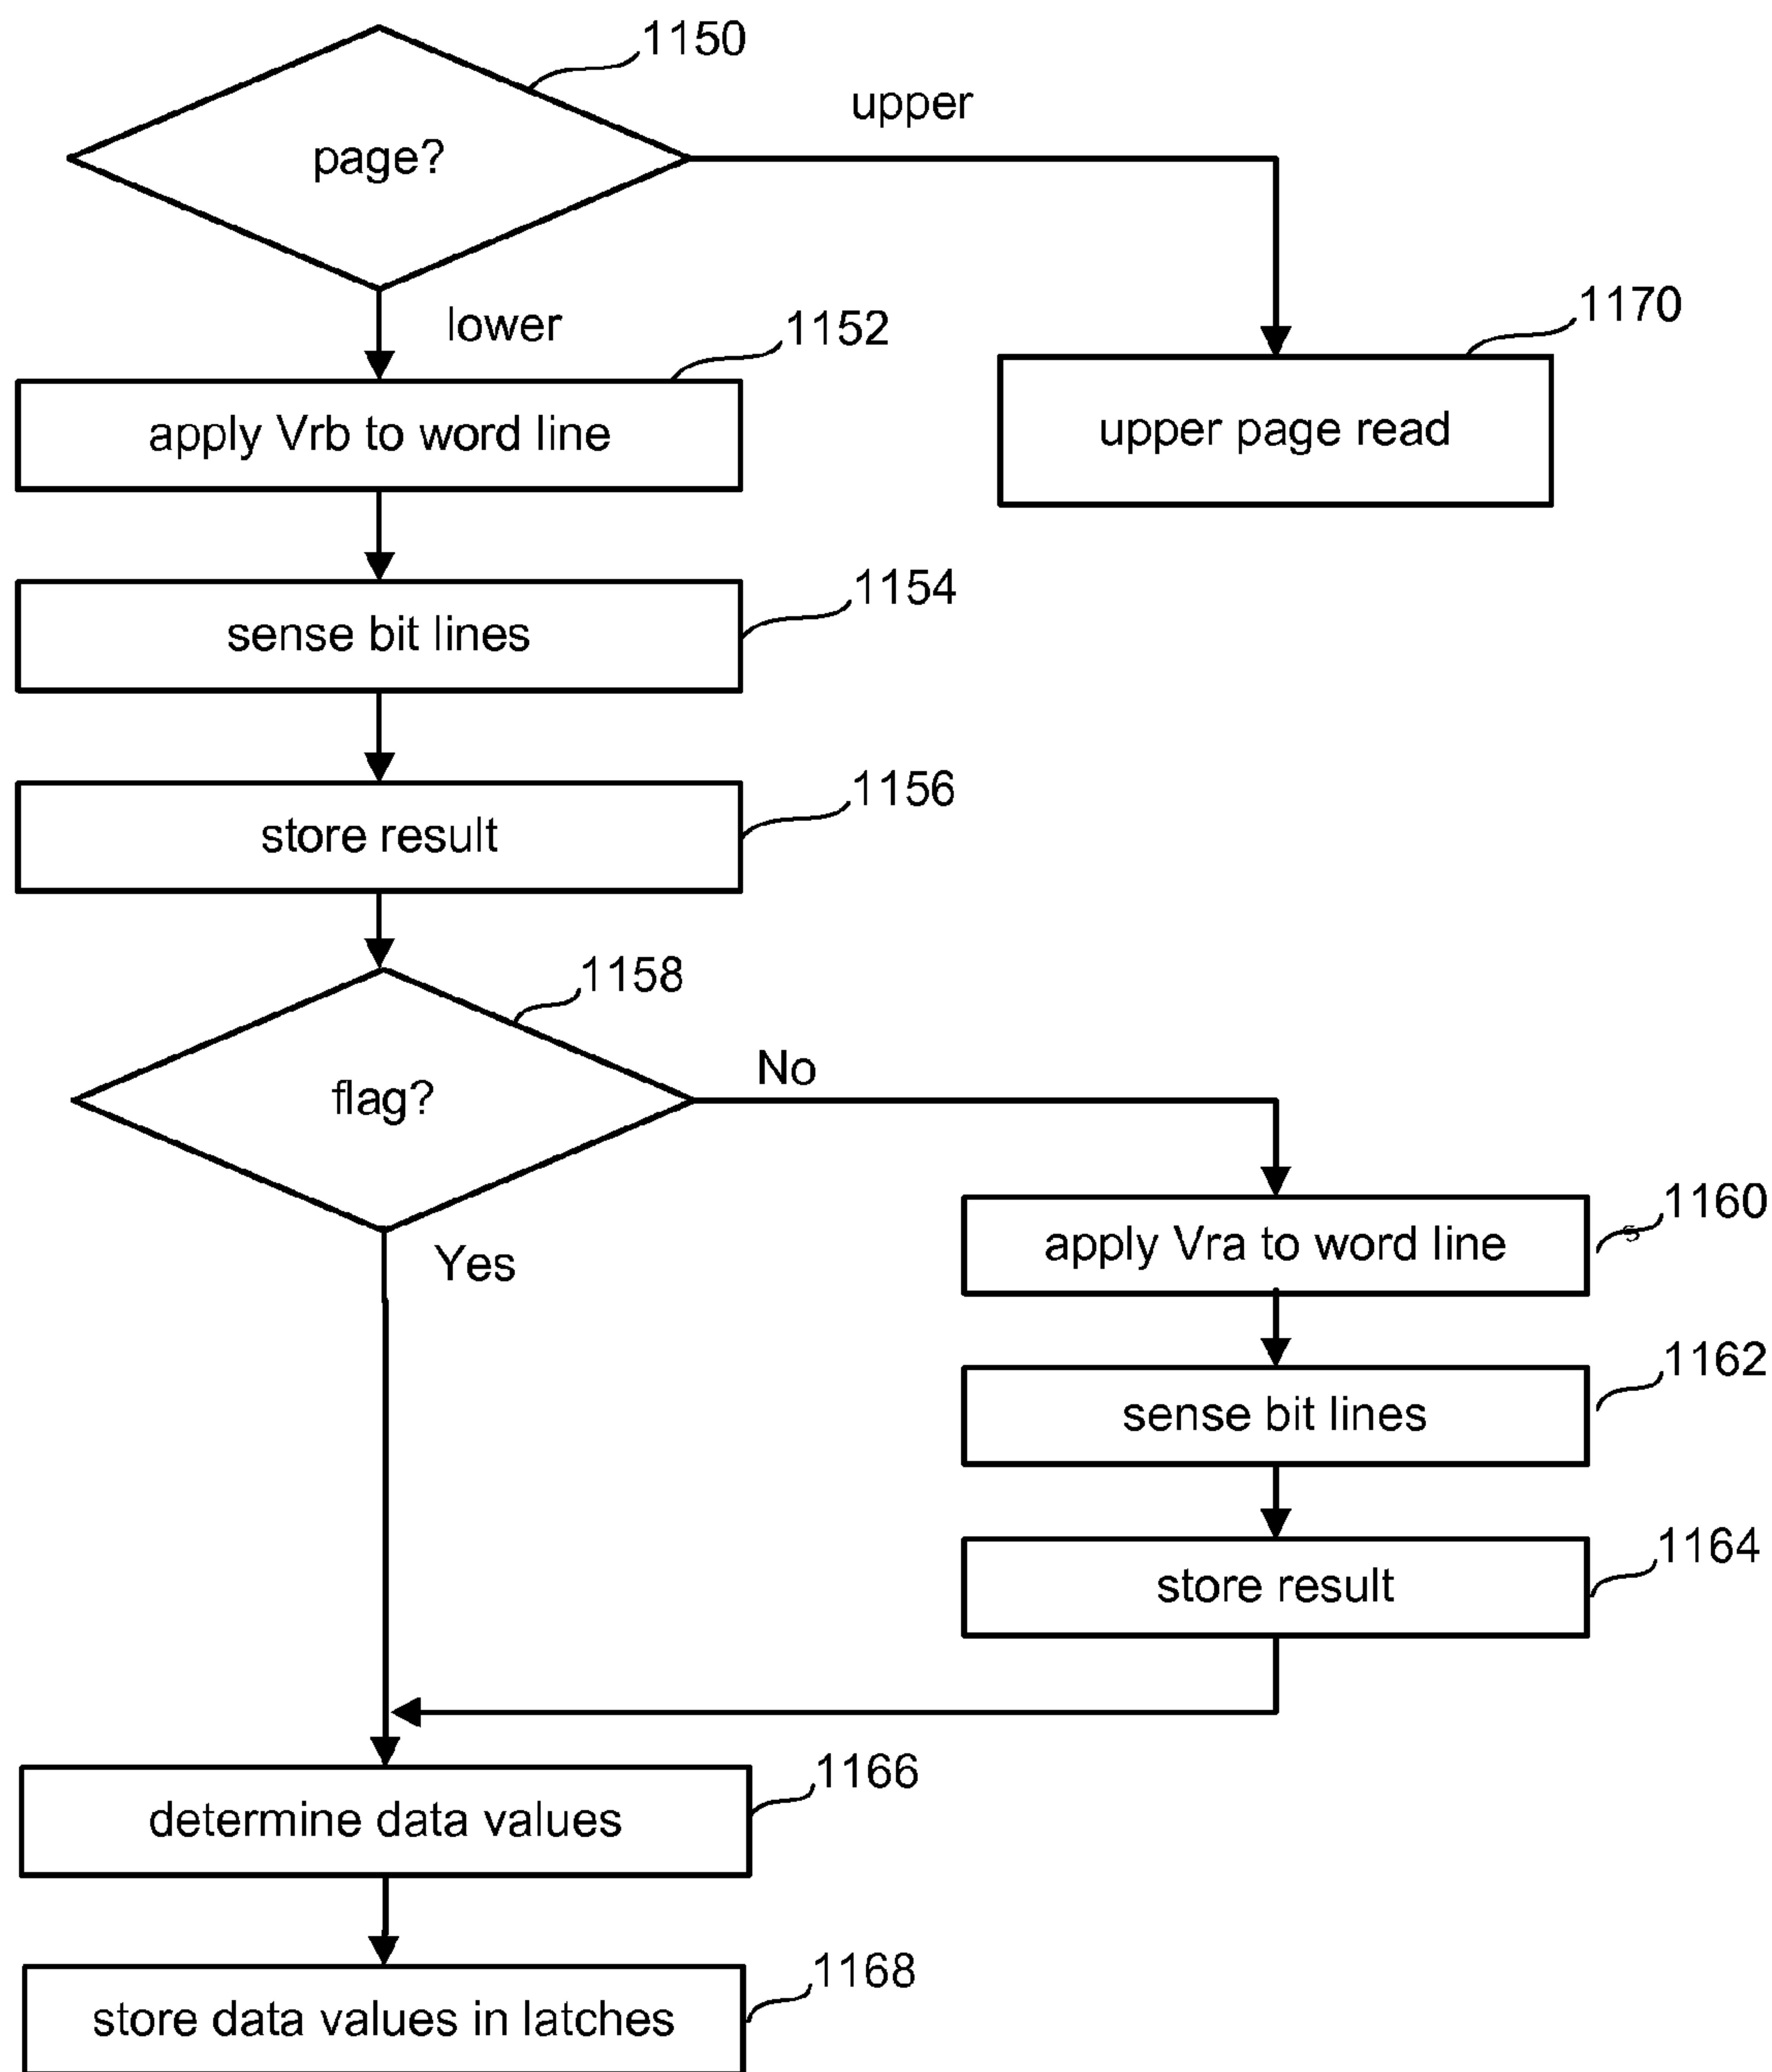 1150
upper
page?
1170
lower
1152
apply Vrb to word line
upper page read
1154
sense bit lines
1156
store result
1158
No
flag?
1160
apply Vra to word line
s
Yes
1162
sense bit lines
1164
store result
1166
determine data values
1168
store data values in latches